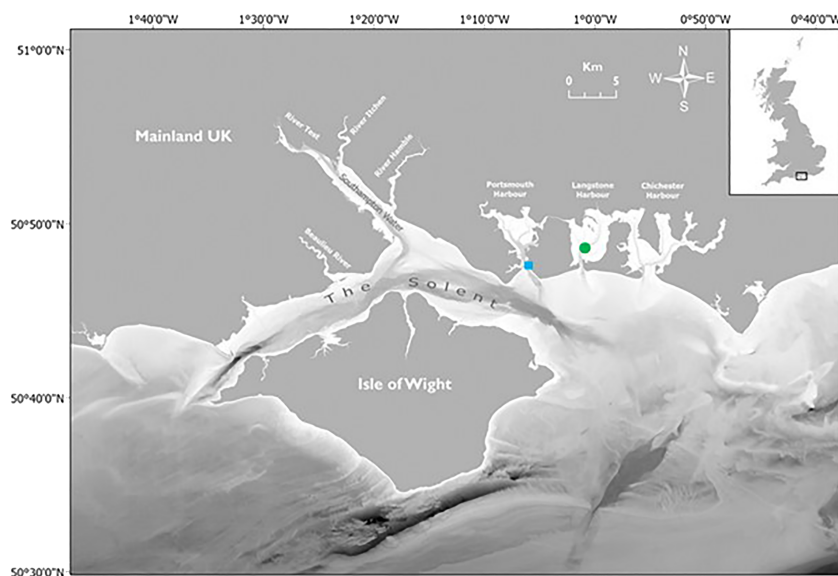 1°40'0"W 1°30'0"W 1°20'0"W 1°10'0"W 1°0'0"W 0°50'0"W 0°40'0"W
51°0'0"N
Km
0 5
N
W E
S
Mainland UK
River Test
River Itchen
River Hamble
Southampton Water
Portsmouth
Harbour
Langstone
Harbour
Chichester
Harbour
50°50'0"N
Beaulieu River
The Solent
Isle of Wight
50°40'0"N
50°30'0"N